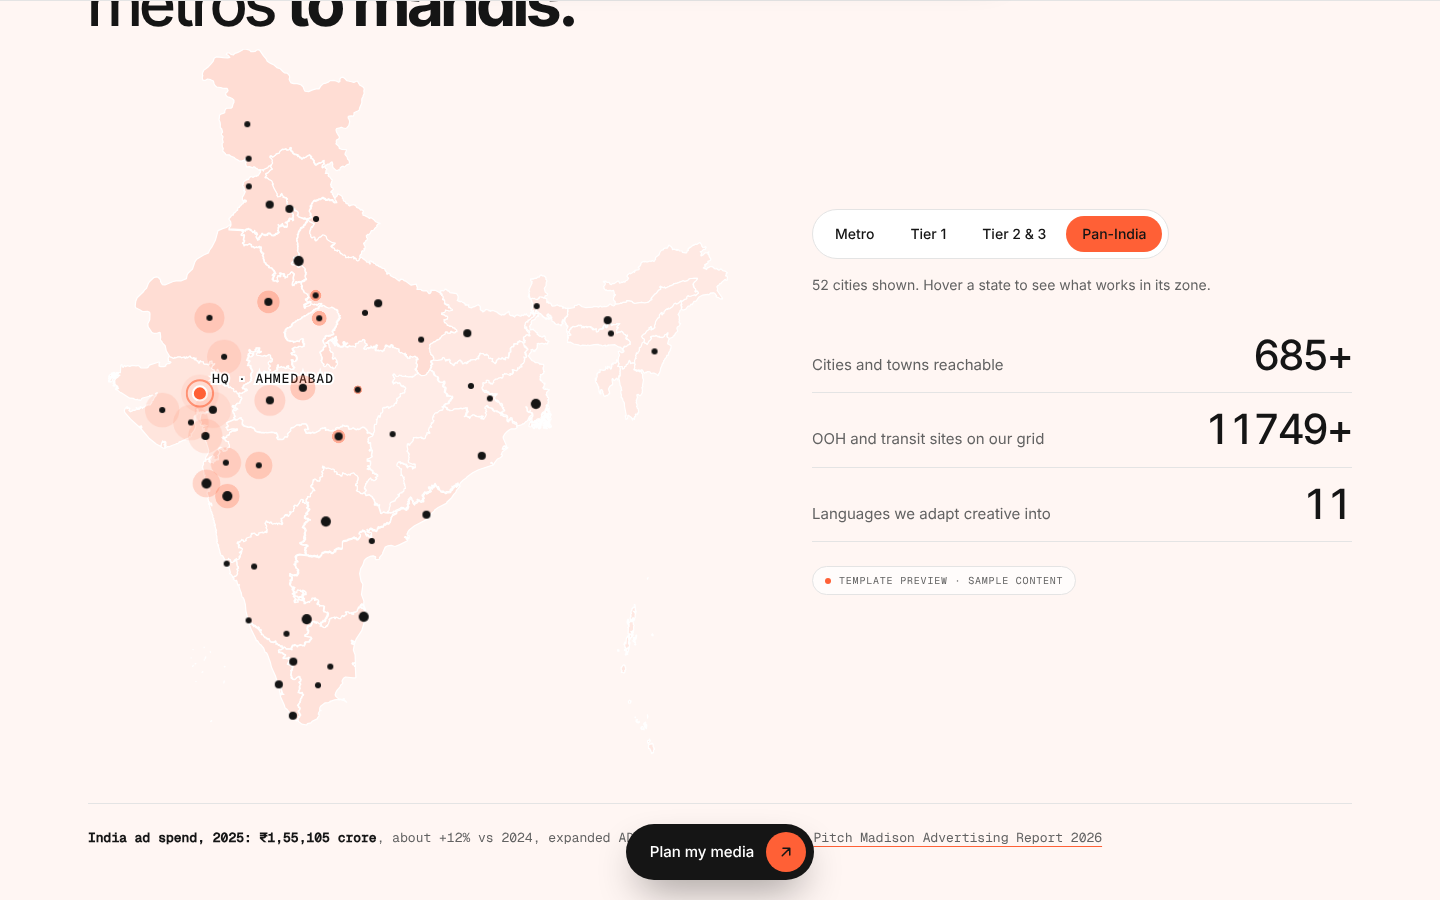 metros to mandis.
HQ · AHMEDABAD
Metro
Tier 1
Tier 2 & 3
Pan-India
52 cities shown. Hover a state to see what works in its zone.
Cities and towns reachable
685+
OOH and transit sites on our grid
11749+
Languages we adapt creative into
11
TEMPLATE PREVIEW · SAMPLE CONTENT
India ad spend, 2025: ₹1,55,105 crore, about +12% vs 2024, expanded
Pitch Madison Advertising Report 2026
Plan my media